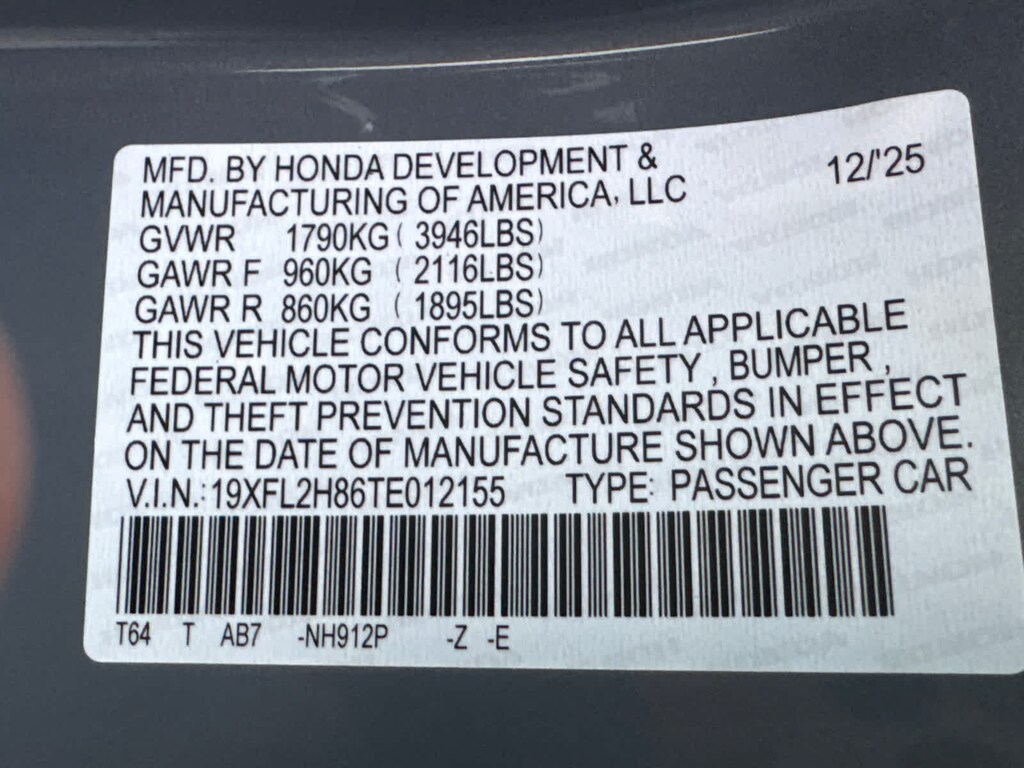 MFD. BY HONDA DEVELOPMENT & MANUFACTURING OF AMERICA, LLC 12/'25
GVWR 1790KG ( 3946LBS)
GAWR F 960KG ( 2116LBS)
GAWR R 860KG ( 1895LBS)
THIS VEHICLE CONFORMS TO ALL APPLICABLE
FEDERAL MOTOR VEHICLE SAFETY , BUMPER ,
AND THEFT PREVENTION STANDARDS IN EFFECT
ON THE DATE OF MANUFACTURE SHOWN ABOVE.
V.I.N.: 19XFL2H86TE012155 TYPE: PASSENGER CAR
T64 T AB7 -NH912P -Z -E